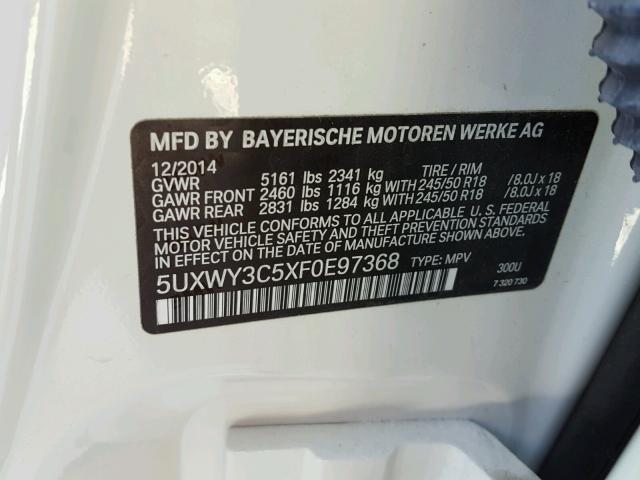 MFD BY BAYERISCHE MOTOREN WERKE AG
12/2014 TIRE / RIM
GVWR 5161 lbs 2341 kg
GAWR FRONT 2460 lbs 1116 kg WITH 245/50 R18 / 8.0J x 18
GAWR REAR 2831 lbs 1284 kg WITH 245/50 R18 / 8.0J x 18
THIS VEHICLE CONFORMS TO ALL APPLICABLE U. S. FEDERAL
MOTOR VEHICLE SAFETY AND THEFT PREVENTION STANDARDS
IN EFFECT ON THE DATE OF MANUFACTURE SHOWN ABOVE.
5UXWY3C5XF0E97368 TYPE: MPV 300U
7 320 730